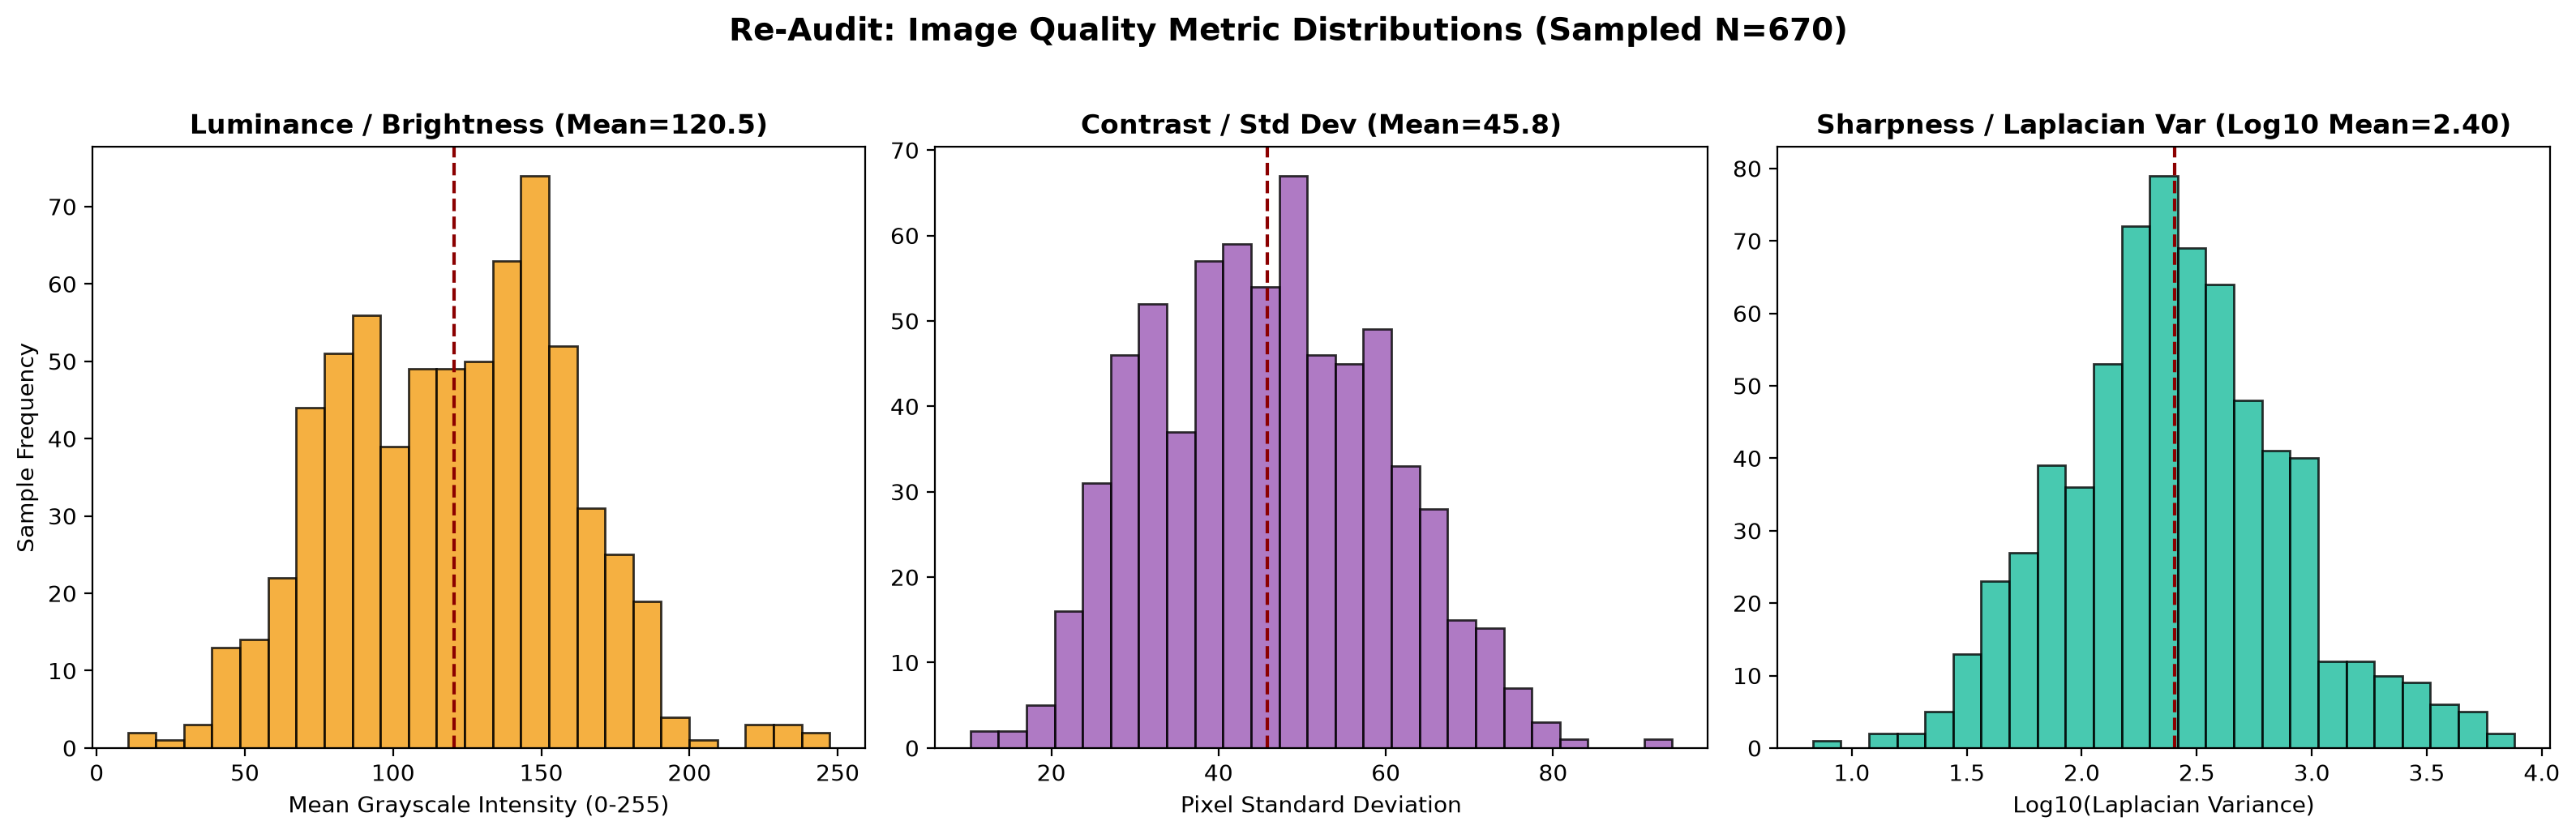 Re-Audit: Image Quality Metric Distributions (Sampled N=670)
Luminance / Brightness (Mean=120.5)
Sample Frequency
0
10
20
30
40
50
60
70
0 50 100 150 200 250
Mean Grayscale Intensity (0-255)
Contrast / Std Dev (Mean=45.8)
70
60
50
40
30
20
10
0
20 40 60 80
Pixel Standard Deviation
Sharpness / Laplacian Var (Log10 Mean=2.40)
80
70
60
50
40
30
20
10
0
1.0 1.5 2.0 2.5 3.0 3.5 4.0
Log10(Laplacian Variance)